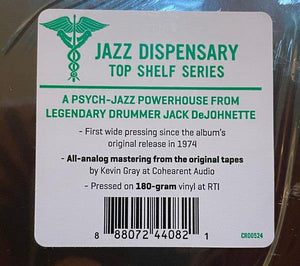 JAZZ DISPENSARY
TOP SHELF SERIES
A PSYCH-JAZZ POWERHOUSE FROM
LEGENDARY DRUMMER JACK DeJOHNETTE
- First wide pressing since the album's
original release in 1974
- All-analog mastering from the original tapes
by Kevin Gray at Cohearent Audio
- Pressed on 180-gram vinyl at RTI
8 88072 44082 1
CR00524